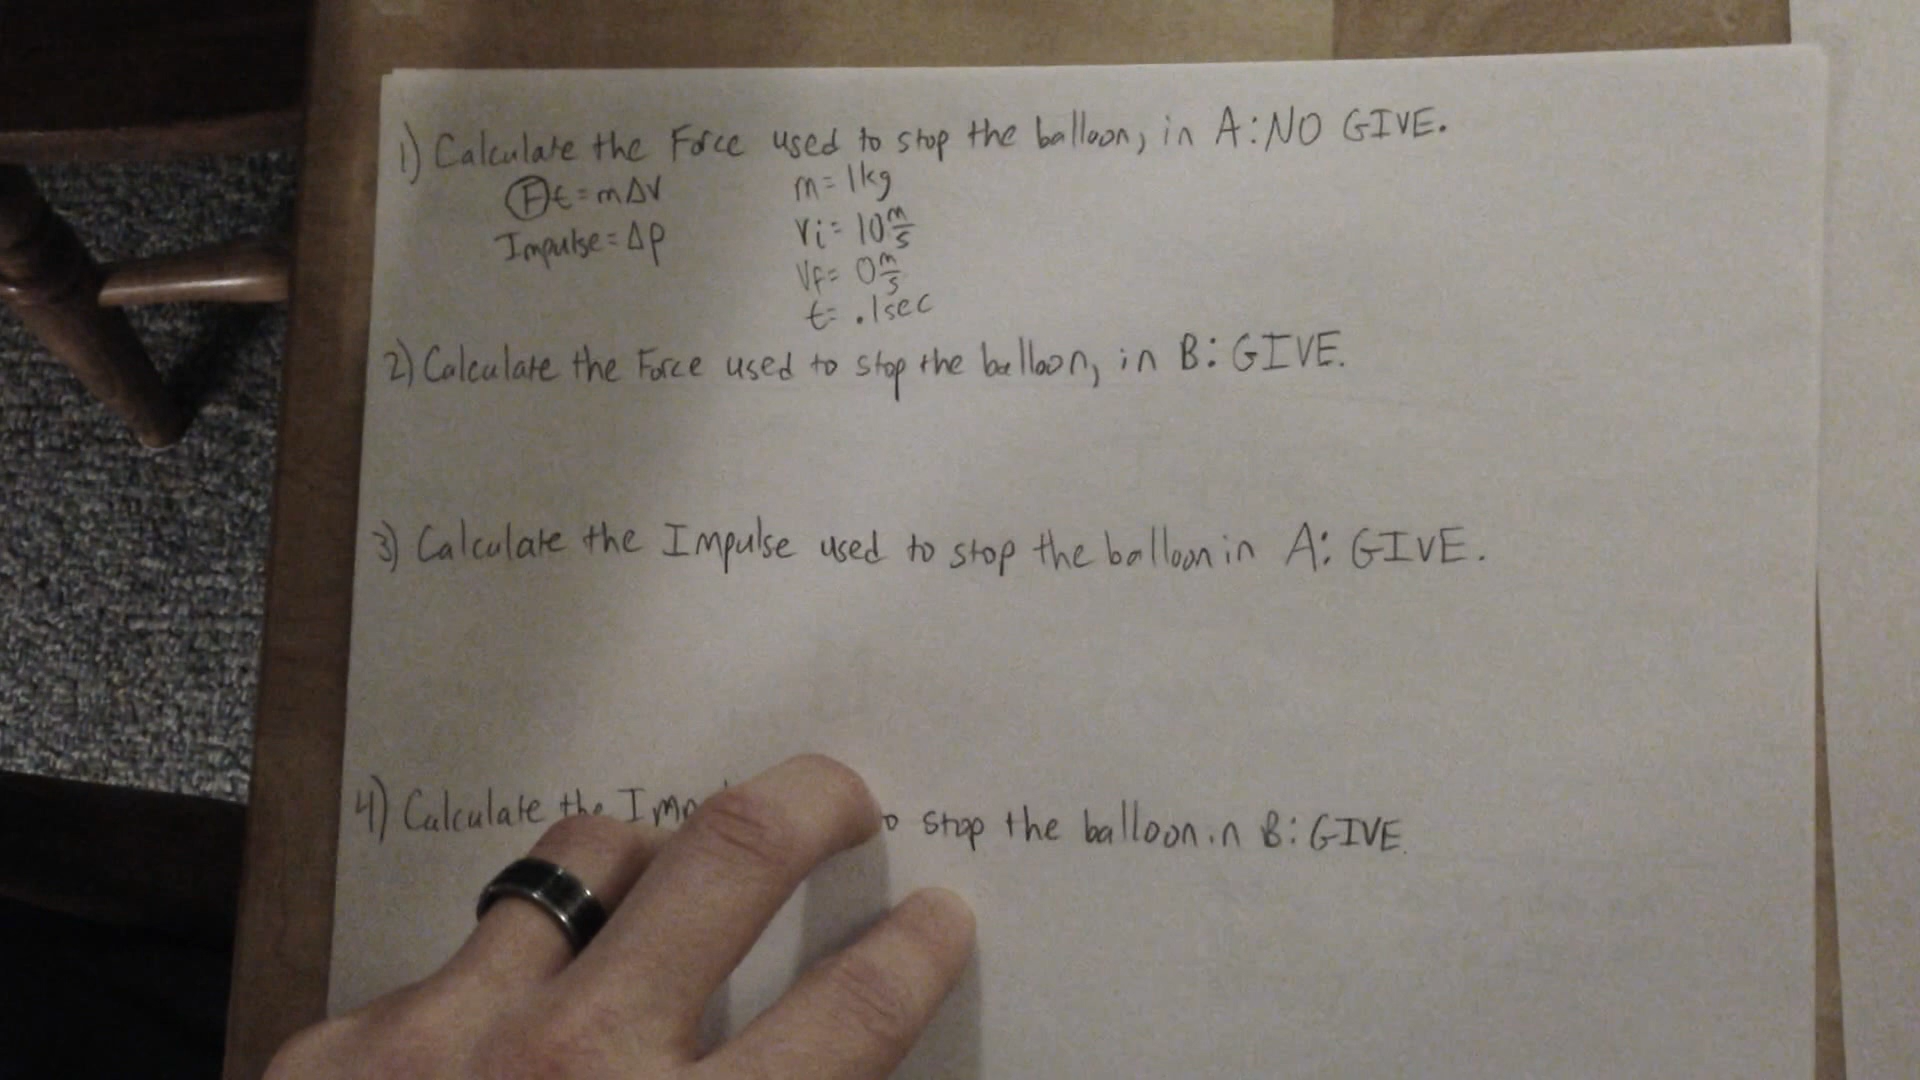 1) Calculate the Force used to stop the balloon, in A: NO GIVE.
Ft = mΔV
Impulse = Δp
m = 1kg
Vi = 10 m/s
Vf = 0 m/s
t = .1sec
2) Calculate the Force used to stop the balloon, in B: GIVE.
3) Calculate the Impulse used to stop the balloon in A: GIVE.
4) Calculate the stop the balloon in B: GIVE.